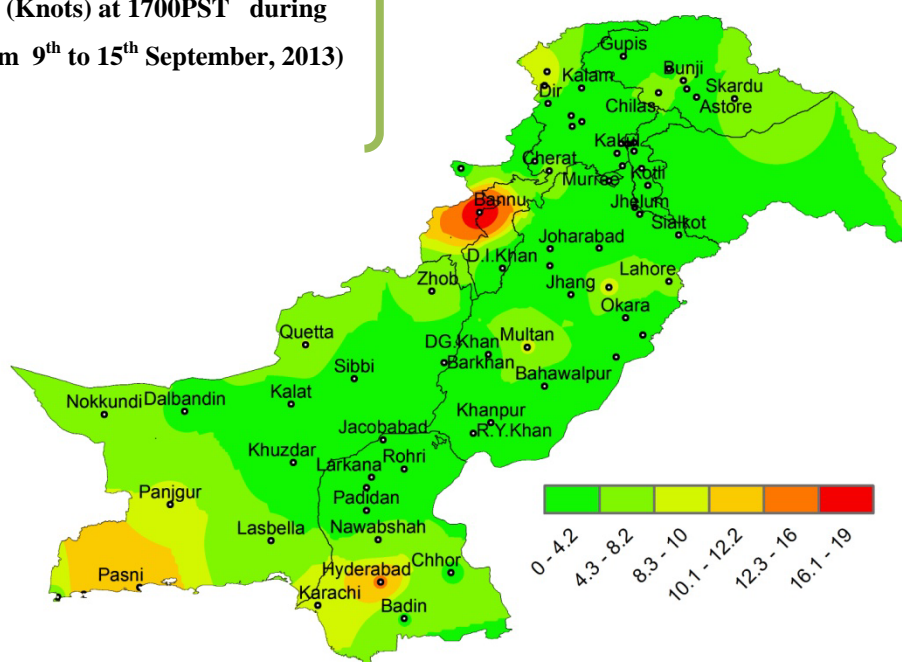 (Knots) at 1700PST during
m 9th to 15th September, 2013)
Gupis
Bunji
Kalam
Skardu
Dir
Chilas
Astore
Kakul
Cherat
Murree
Kotli
Bannu
Jhelum
Sialkot
Joharabad
D.I.Khan
Lahore
Zhob
Jhang
Okara
Quetta
DG.Khan
Multan
Barkhan
Sibbi
Bahawalpur
Nokkundi
Dalbandin
Kalat
Khanpur
Jacobabad
R.Y.Khan
Khuzdar
Rohri
Larkana
Panjgur
Padidan
Lasbella
Nawabshah
Pasni
Hyderabad
Chhor
Karachi
Badin
0 - 4.2
4.3 - 8.2
8.3 - 10
10.1 - 12.2
12.3 - 16
16.1 - 19